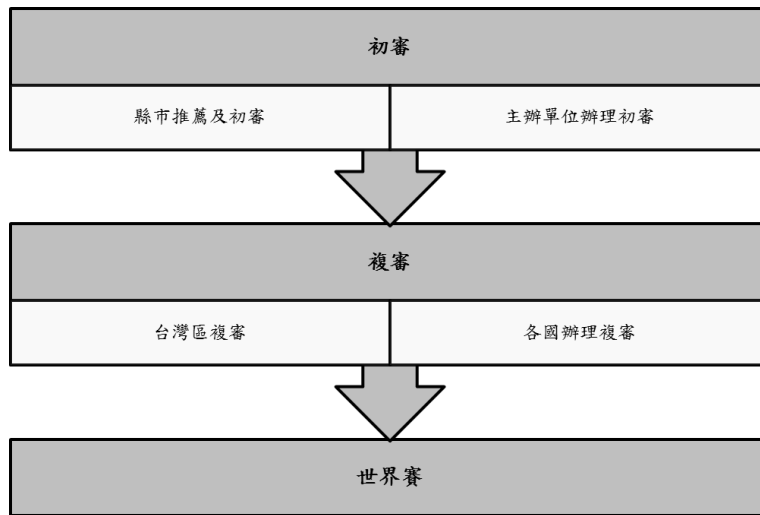 初審
縣市推薦及初審
主辦單位辦理初審
複審
台灣區複審
各國辦理複審
世界賽